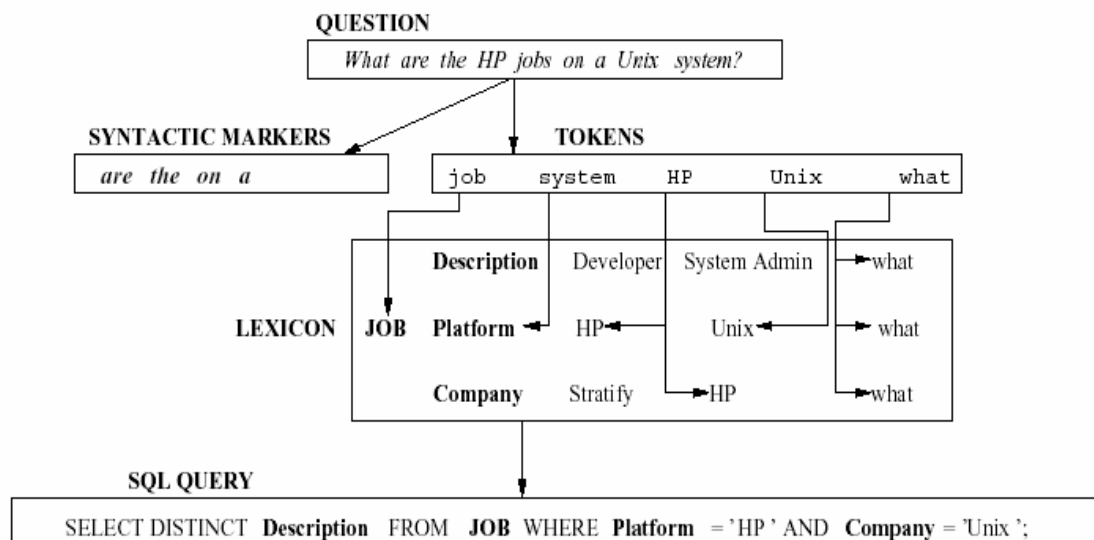 QUESTION
What are the HP jobs on a Unix system?
SYNTACTIC MARKERS
TOKENS
are the on a
job system HP Unix what
Description Developer System Admin what
LEXICON JOB Platform HP Unix what
Company Stratify HP what
SQL QUERY
SELECT DISTINCT Description FROM JOB WHERE Platform = 'HP' AND Company = 'Unix';